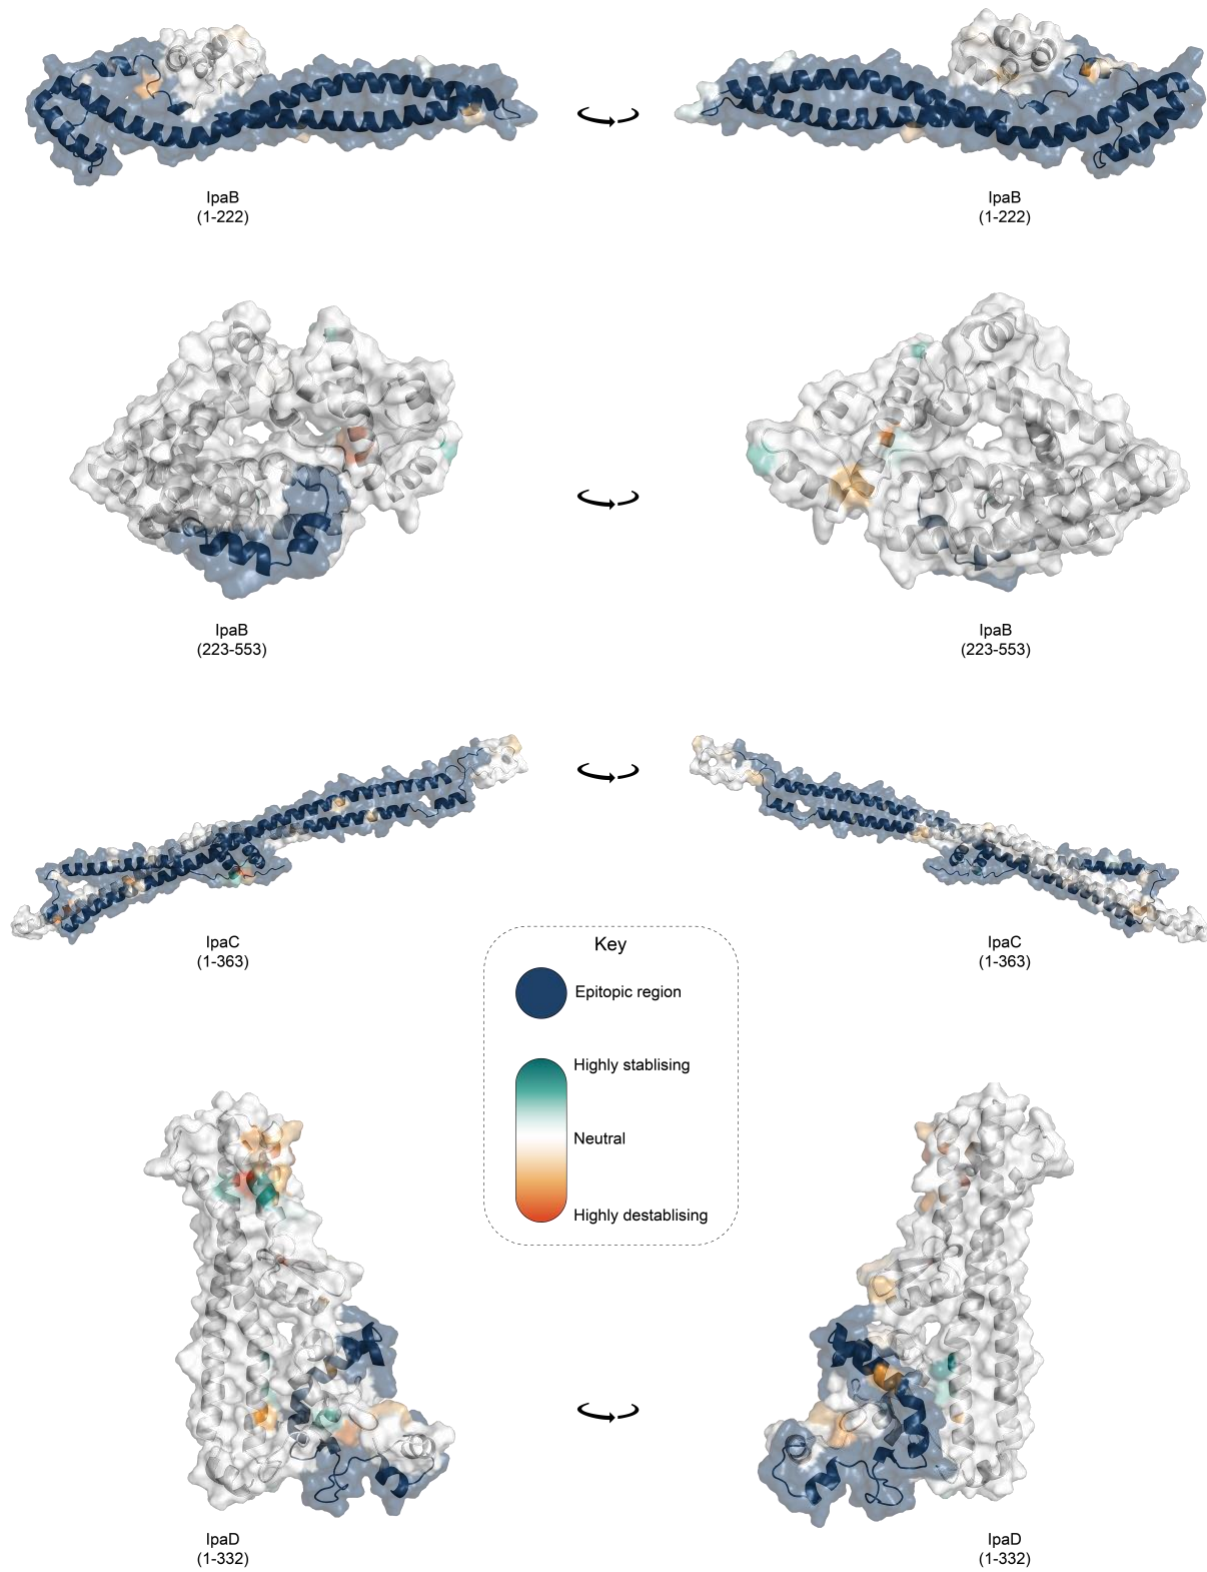 IpaB
(1-222)
IpaB
(1-222)
IpaB
(223-553)
IpaB
(223-553)
IpaC
(1-363)
IpaC
(1-363)
Key
Epitopic region
Highly stablising
Neutral
Highly destablising
IpaD
(1-332)
IpaD
(1-332)